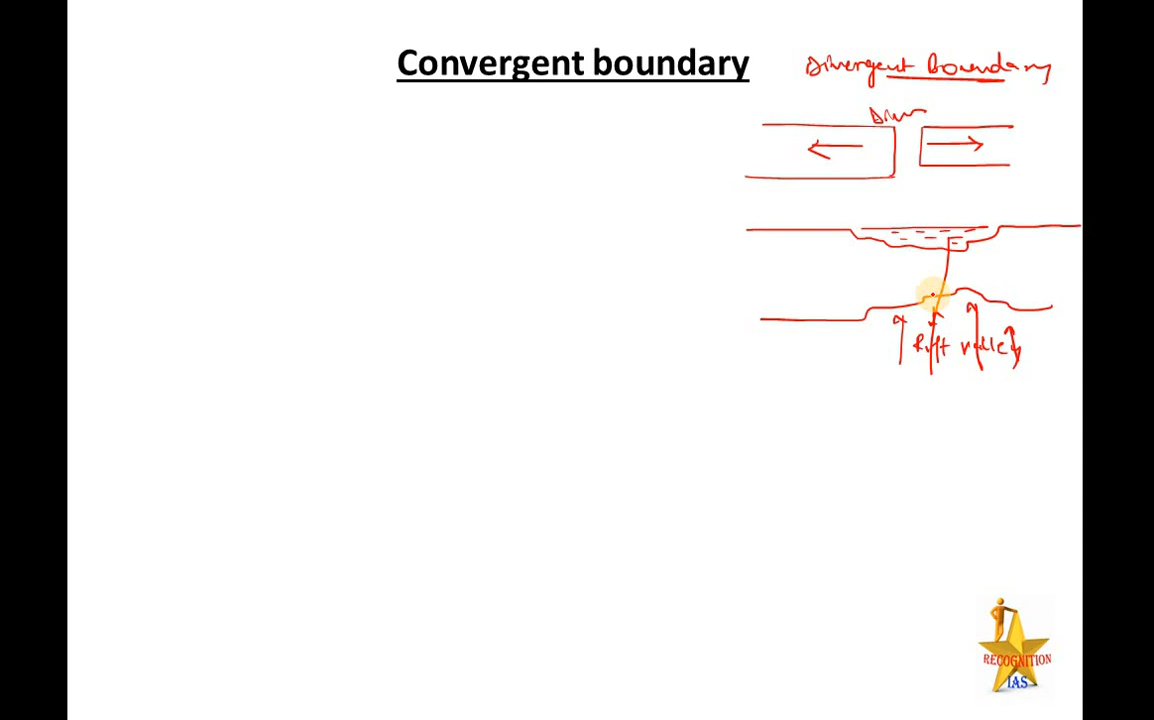 Convergent boundary
Divergent Boundary
Rift valley
RECOGNITION
IAS